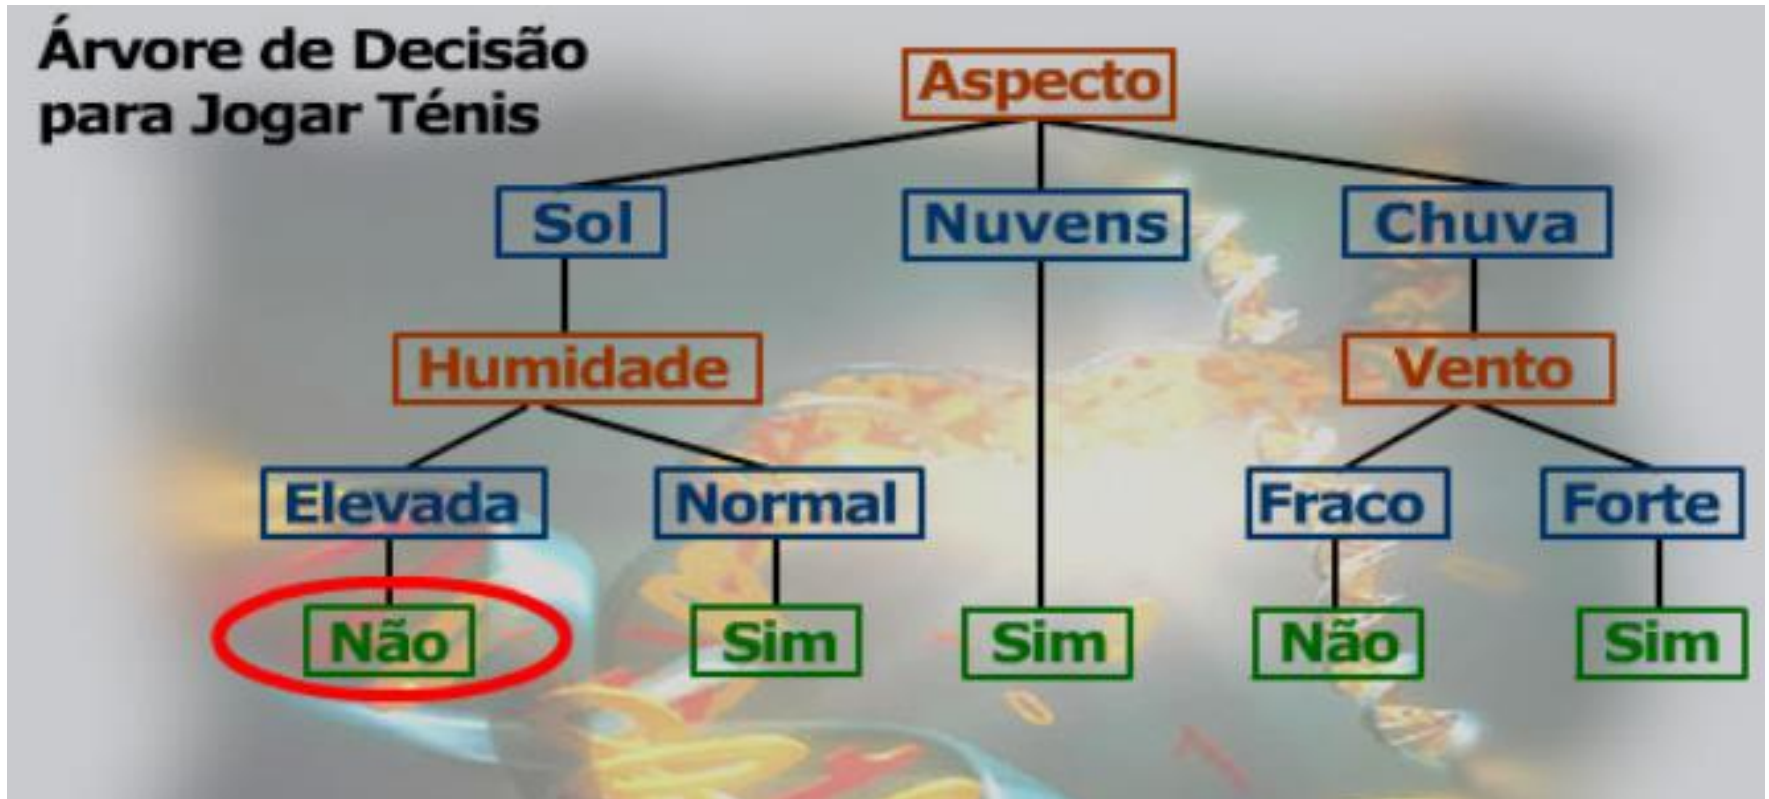 Árvore de Decisão
para Jogar Ténis
Aspecto
Sol Nuvens Chuva
Humidade Vento
Elevada Normal Fraco Forte
Não Sim Sim Não Sim